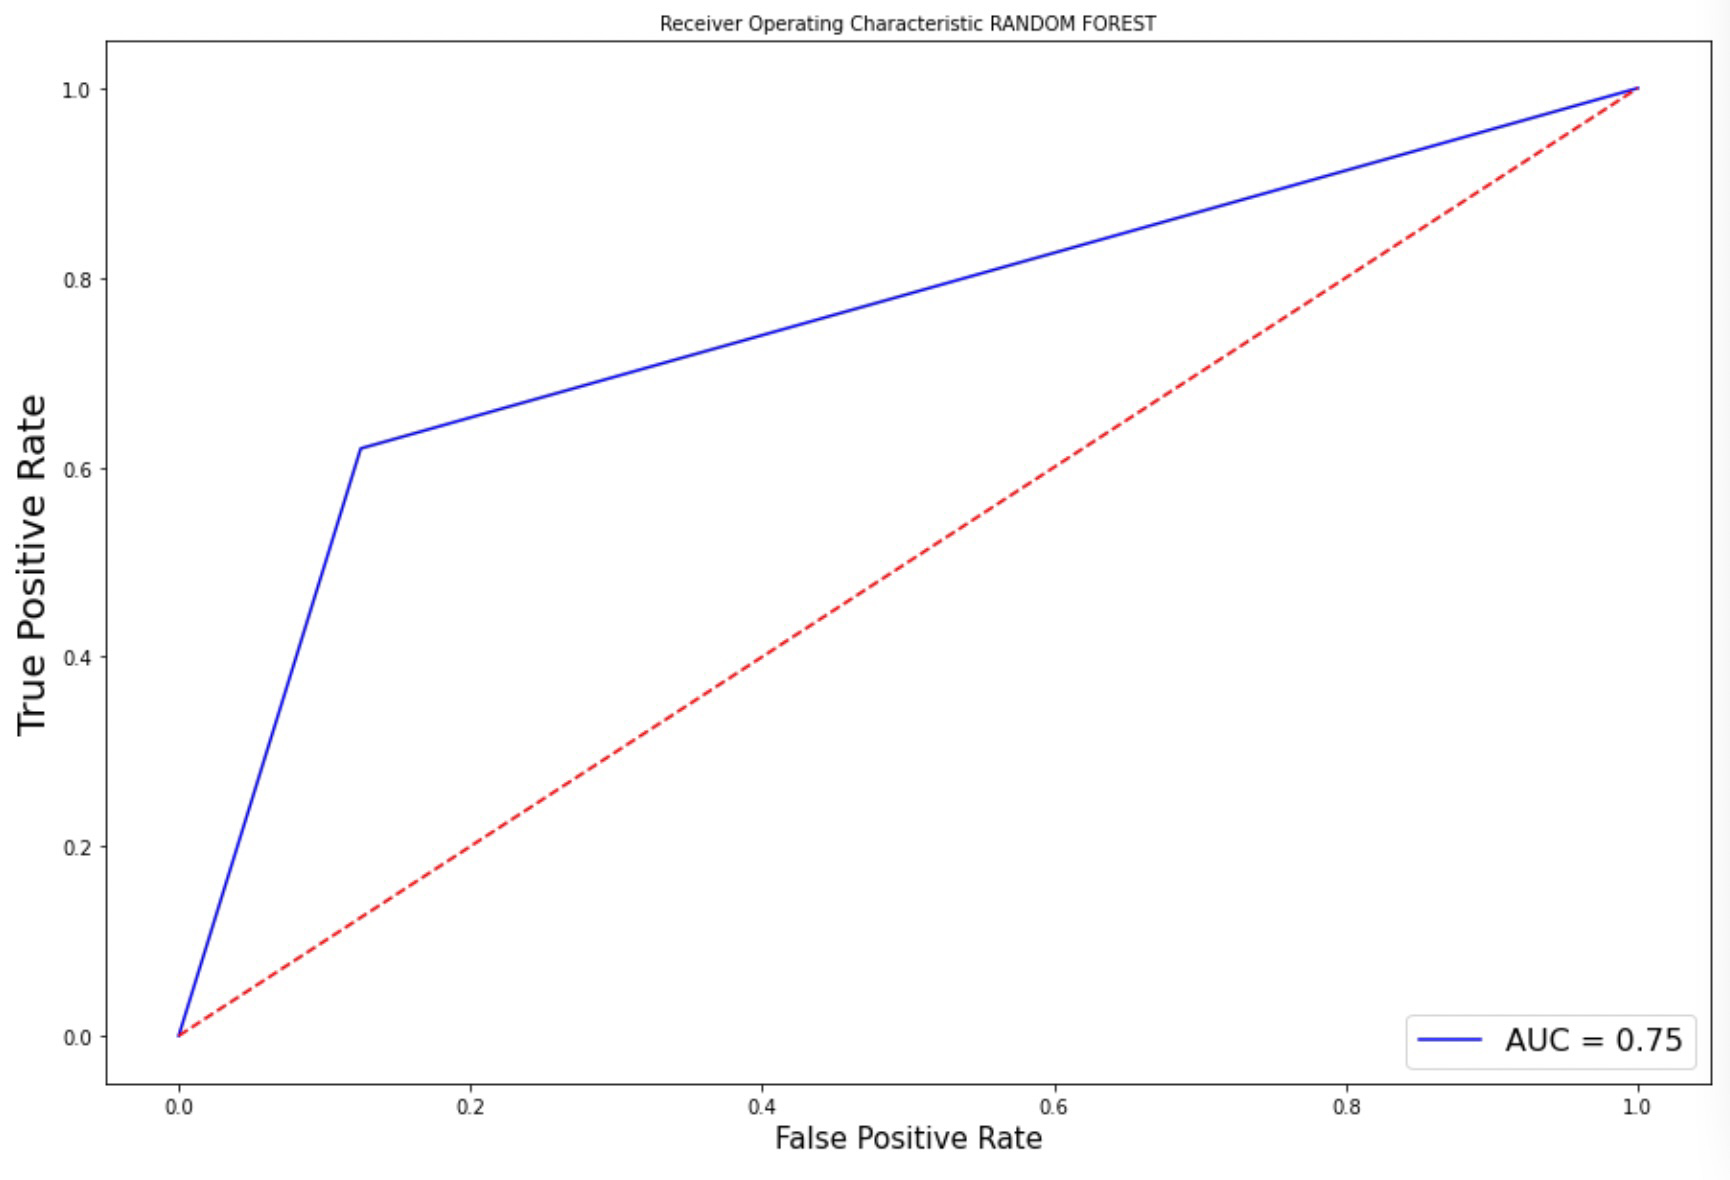 Receiver Operating Characteristic RANDOM FOREST
1.0
0.8
0.6
0.4
0.2
0.0
True Positive Rate
AUC = 0.75
0.0 0.2 0.4 0.6 0.8 1.0
False Positive Rate